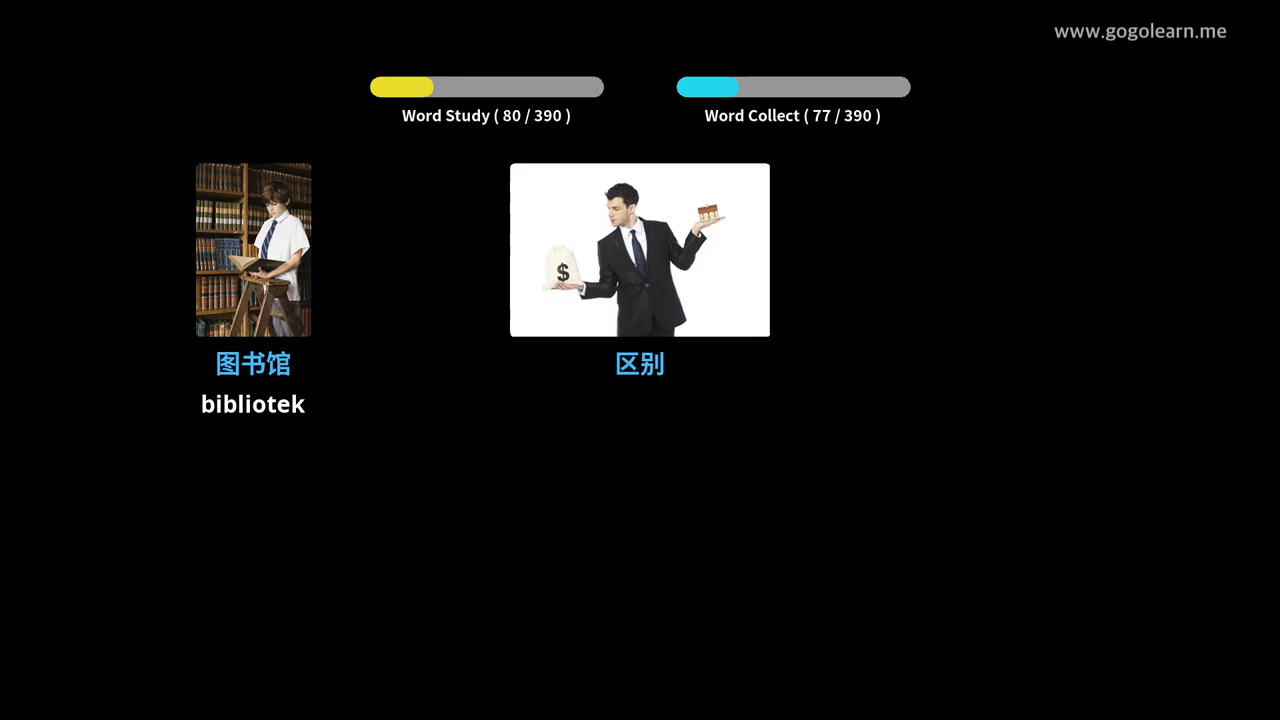 www.gogolearn.me
Word Study ( 80 / 390 )
Word Collect ( 77 / 390 )
$
图书馆
区别
bibliotek